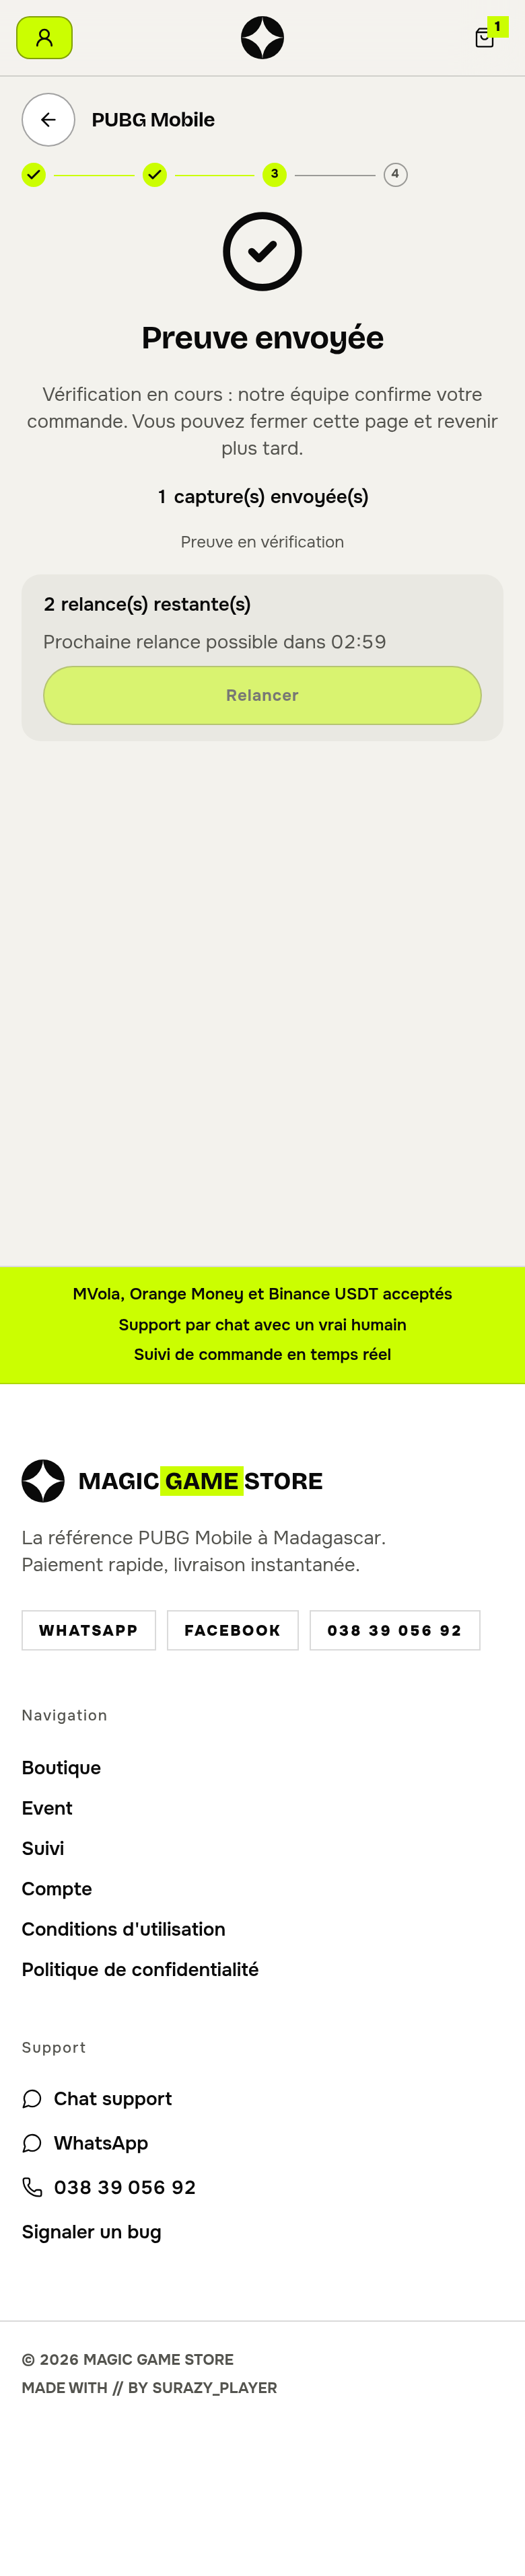 1
PUBG Mobile
3
4
Preuve envoyée
Vérification en cours : notre équipe confirme votre
commande. Vous pouvez fermer cette page et revenir
plus tard.
1 capture(s) envoyée(s)
Preuve en vérification
2 relance(s) restante(s)
Prochaine relance possible dans 02:59
Relancer
MVola, Orange Money et Binance USDT acceptés
Support par chat avec un vrai humain
Suivi de commande en temps réel
MAGIC GAME STORE
La référence PUBG Mobile à Madagascar.
Paiement rapide, livraison instantanée.
WHATSAPP FACEBOOK 038 39 056 92
Navigation
Boutique
Event
Suivi
Compte
Conditions d'utilisation
Politique de confidentialité
Support
Chat support
WhatsApp
038 39 056 92
Signaler un bug
© 2026 MAGIC GAME STORE
MADE WITH // BY SURAZY_PLAYER